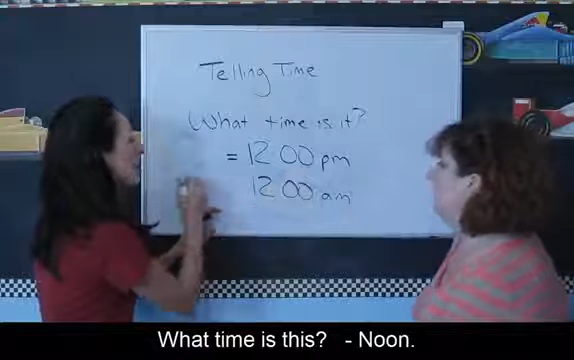 Telling Time
What time is it?
= 12 00 pm
12 00 am
What time is this?   - Noon.